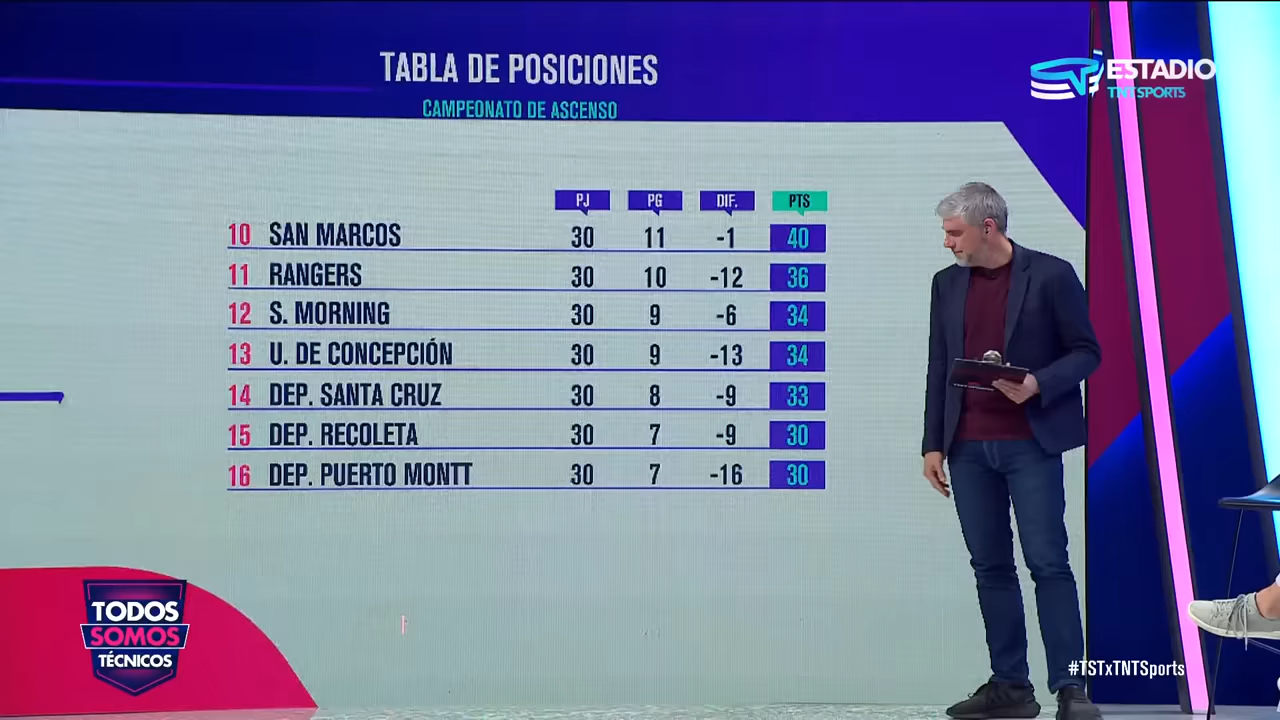 TABLA DE POSICIONES
CAMPEONATO DE ASCENSO
ESTADIO
TNTSPORTS
PJ PG DIF. PTS
10 SAN MARCOS 30 11 -1 40
11 RANGERS 30 10 -12 36
12 S. MORNING 30 9 -6 34
13 U. DE CONCEPCIÓN 30 9 -13 34
14 DEP. SANTA CRUZ 30 8 -9 33
15 DEP. RECOLETA 30 7 -9 30
16 DEP. PUERTO MONTT 30 7 -16 30
TODOS
SOMOS
TÉCNICOS
#TSTxTNTSports